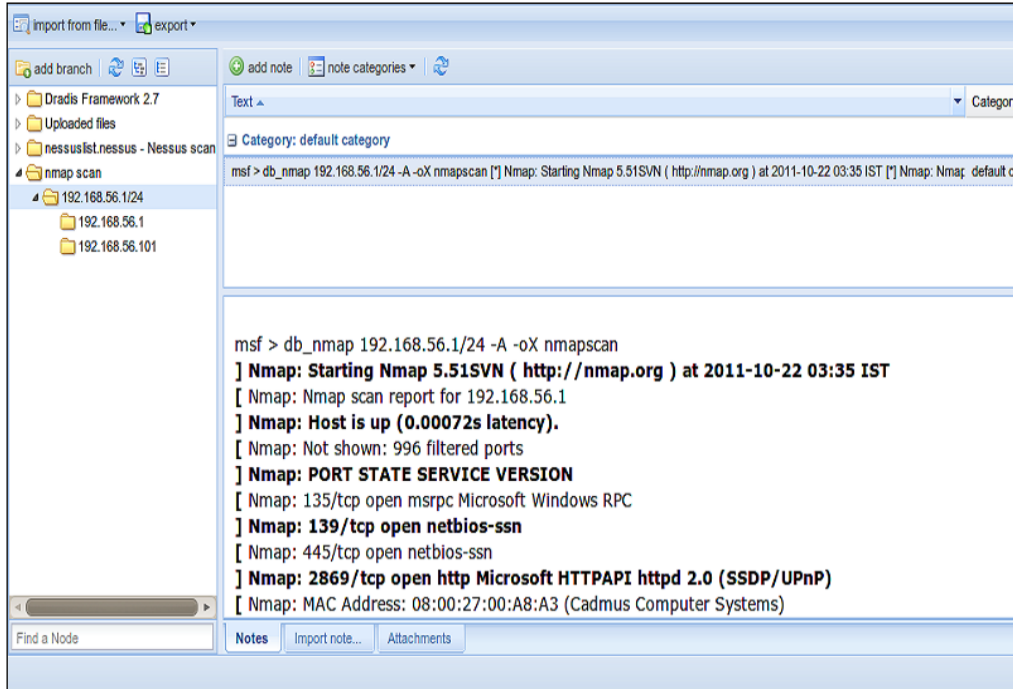 import from file... export
add branch
Dradis Framework 2.7
Uploaded files
nessuslist.nessus - Nessus scan
nmap scan
192.168.56.1/24
192.168.56.1
192.168.56.101
Find a Node
add note note categories
Text Categor
Category: default category
msf > db_nmap 192.168.56.1/24 -A -oX nmapscan [*] Nmap: Starting Nmap 5.51SVN ( http://nmap.org ) at 2011-10-22 03:35 IST [*] Nmap: Nmap default c
msf > db_nmap 192.168.56.1/24 -A -oX nmapscan
] Nmap: Starting Nmap 5.51SVN ( http://nmap.org ) at 2011-10-22 03:35 IST
[ Nmap: Nmap scan report for 192.168.56.1
] Nmap: Host is up (0.00072s latency).
[ Nmap: Not shown: 996 filtered ports
] Nmap: PORT STATE SERVICE VERSION
[ Nmap: 135/tcp open msrpc Microsoft Windows RPC
] Nmap: 139/tcp open netbios-ssn
[ Nmap: 445/tcp open netbios-ssn
] Nmap: 2869/tcp open http Microsoft HTTPAPI httpd 2.0 (SSDP/UPnP)
[ Nmap: MAC Address: 08:00:27:00:A8:A3 (Cadmus Computer Systems)
Notes Import note... Attachments